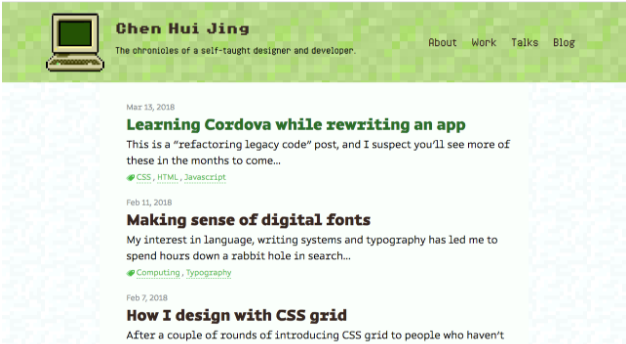 Chen Hui Jing
The chronicles of a self-taught designer and developer.
About Work Talks Blog
Mar 13, 2018
Learning Cordova while rewriting an app
This is a “refactoring legacy code” post, and I suspect you’ll see more of
these in the months to come…
CSS , HTML , Javascript
Feb 11, 2018
Making sense of digital fonts
My interest in language, writing systems and typography has led me to
spend hours down a rabbit hole in search…
Computing , Typography
Feb 7, 2018
How I design with CSS grid
After a couple of rounds of introducing CSS grid to people who haven’t